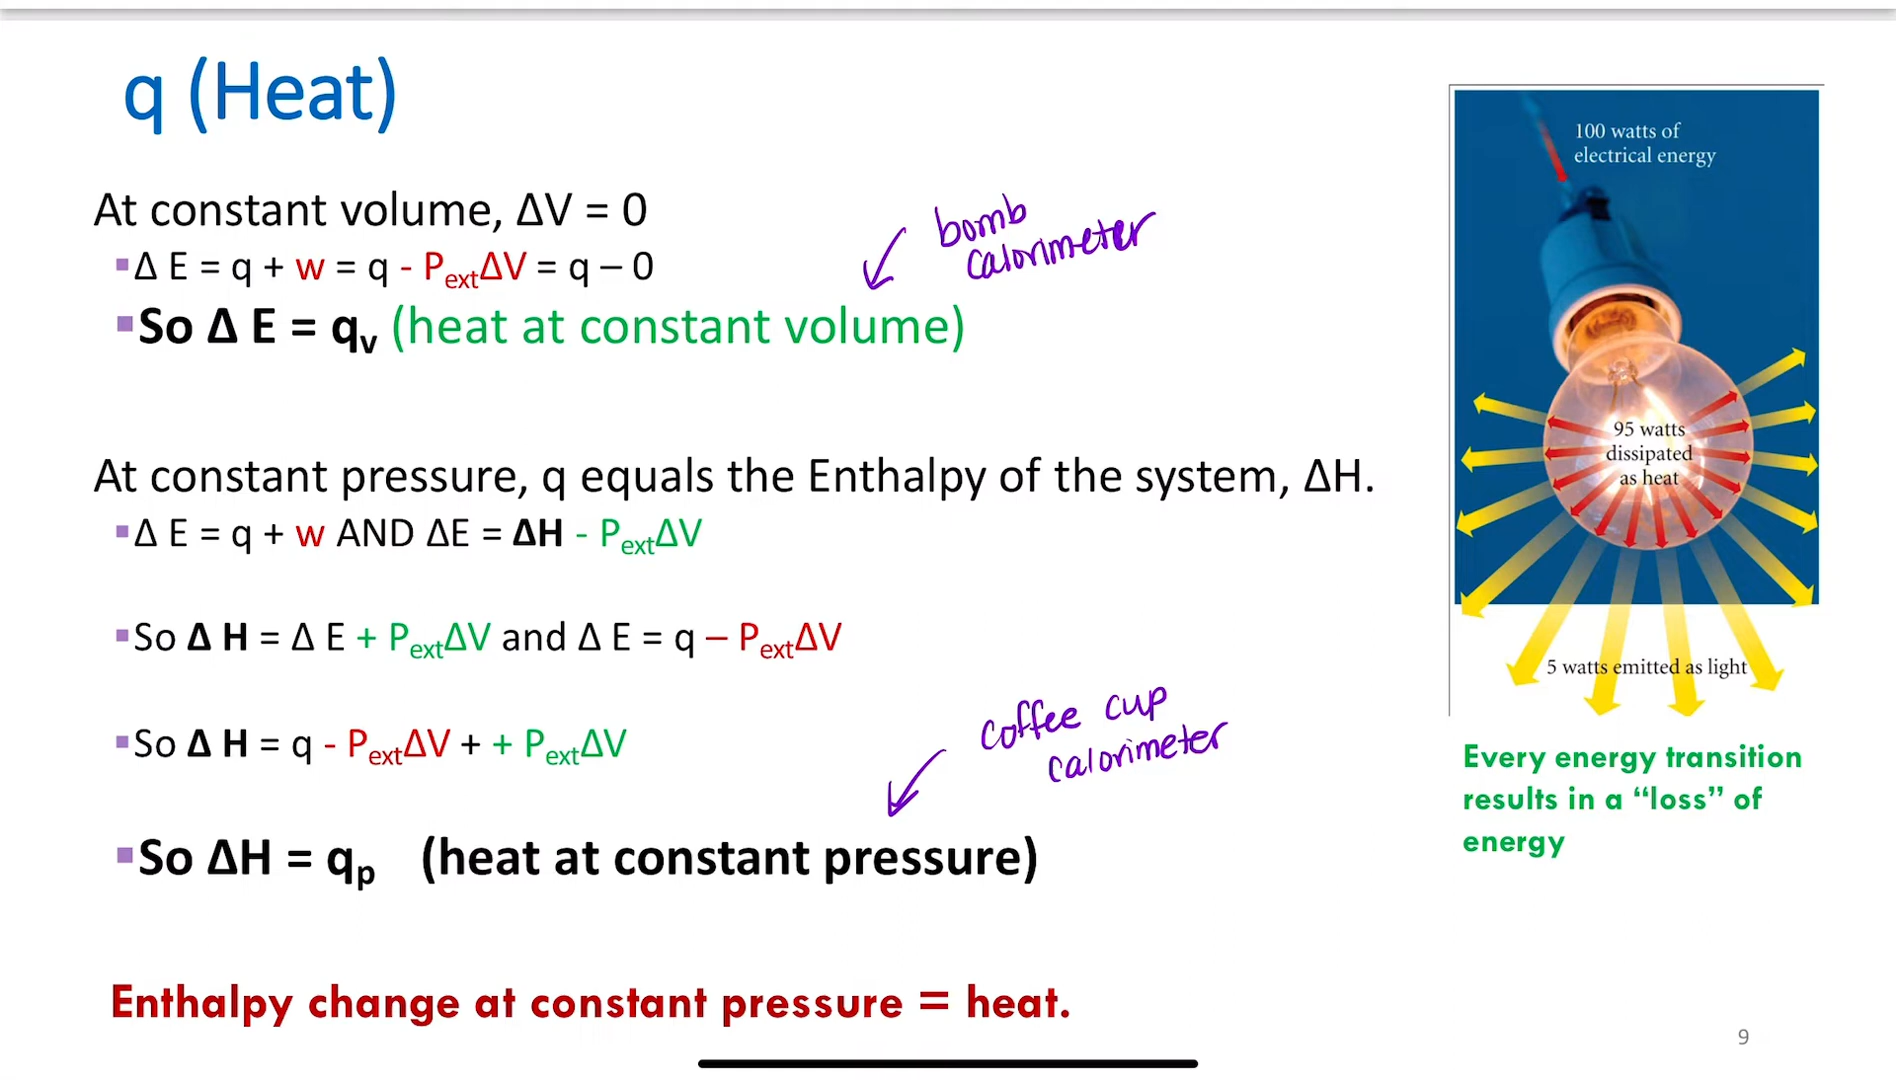 q (Heat)
At constant volume, ΔV = 0
▪Δ E = q + w = q - PextΔV = q – 0
▪So Δ E = qv (heat at constant volume)
bomb
calorimeter
At constant pressure, q equals the Enthalpy of the system, ΔH.
▪Δ E = q + w AND ΔE = ΔH - PextΔV
▪So Δ H = Δ E + PextΔV and Δ E = q – PextΔV
▪So Δ H = q - PextΔV + + PextΔV
coffee cup
calorimeter
▪So ΔH = qp (heat at constant pressure)
Enthalpy change at constant pressure = heat.
100 watts of
electrical energy
95 watts
dissipated
as heat
5 watts emitted as light
Every energy transition
results in a “loss” of
energy
9